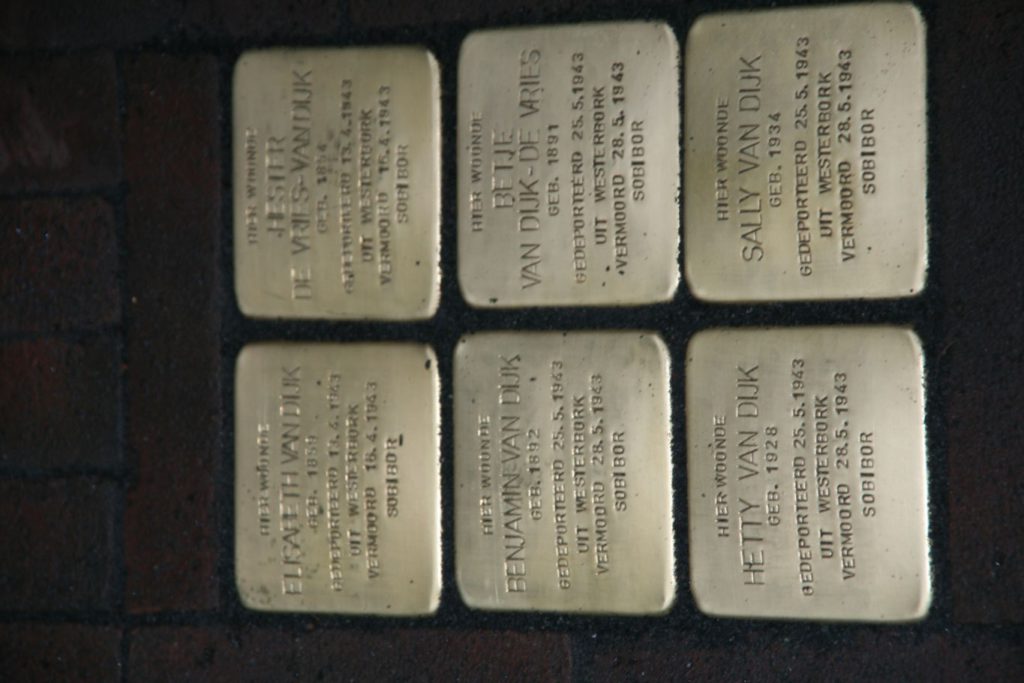 HIER WOONDE
ELISABETH VAN DIJK
GEB.
GEDEPORTEERD 13.4.1943
UIT WESTERBORK
VERMOORD 16.4.1943
SOBIBOR
HIER WOONDE
HESTER
DE VRIES-VAN DIJK
GEB.
GEDEPORTEERD 13.4.1943
UIT WESTERBORK
VERMOORD 16.4.1943
SOBIBOR
HIER WOONDE
BENJAMIN VAN DIJK
GEB. 1892
GEDEPORTEERD 25.5.1943
UIT WESTERBORK
VERMOORD 28.5.1943
SOBIBOR
HIER WOONDE
BETJE
VAN DIJK-DE VRIES
GEB. 1891
GEDEPORTEERD 25.5.1943
UIT WESTERBORK
VERMOORD 28.5.1943
SOBIBOR
HIER WOONDE
HETTY VAN DIJK
GEB. 1928
GEDEPORTEERD 25.5.1943
UIT WESTERBORK
VERMOORD 28.5.1943
SOBIBOR
HIER WOONDE
SALLY VAN DIJK
GEB. 1934
GEDEPORTEERD 25.5.1943
UIT WESTERBORK
VERMOORD 28.5.1943
SOBIBOR